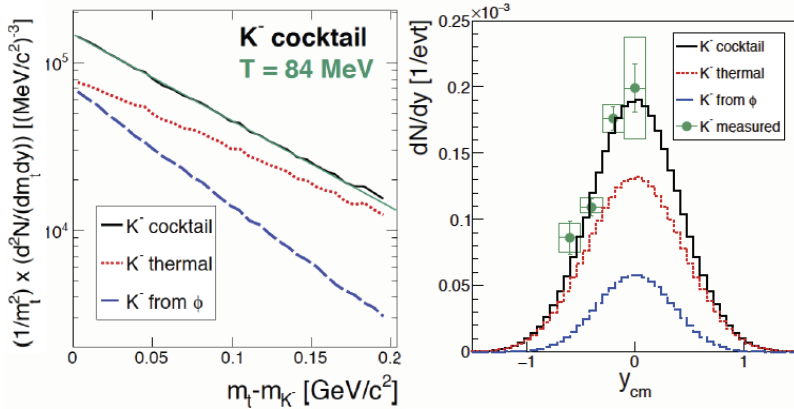 K⁻ cocktail
T = 84 MeV
10⁵
10⁴
K⁻ cocktail
K⁻ thermal
K⁻ from ϕ
0 0.05 0.1 0.15 0.2
m_t-m_K⁻ [GeV/c²]
(1/m_t²) x (d²N/(dm_t dy)) [(MeV/c²)⁻³]
×10⁻³
0.25
0.2
0.15
0.1
0.05
0
K⁻ cocktail
K⁻ thermal
K⁻ from ϕ
K⁻ measured
−1 0 1
y_cm
dN/dy [1/evt]